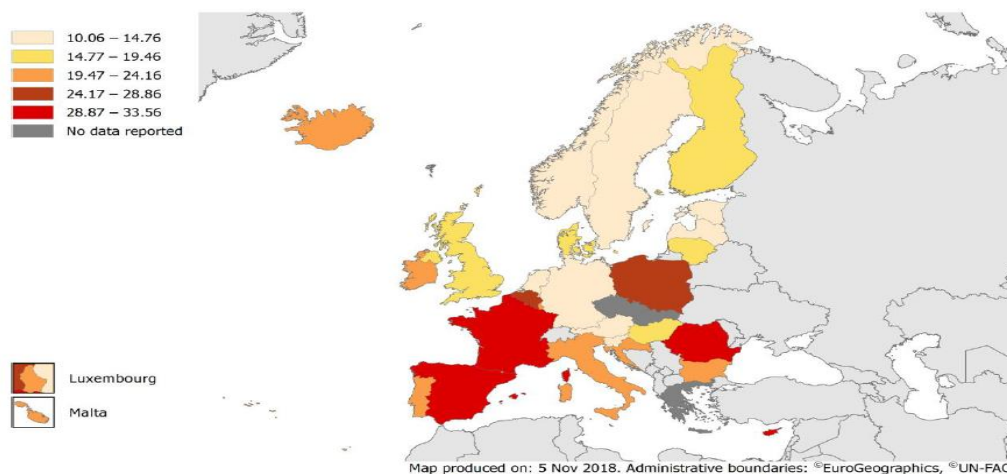 10.06 – 14.76
14.77 – 19.46
19.47 – 24.16
24.17 – 28.86
28.87 – 33.56
No data reported
Luxembourg
Malta
Map produced on: 5 Nov 2018. Administrative boundaries: ©EuroGeographics, ©UN-FAO